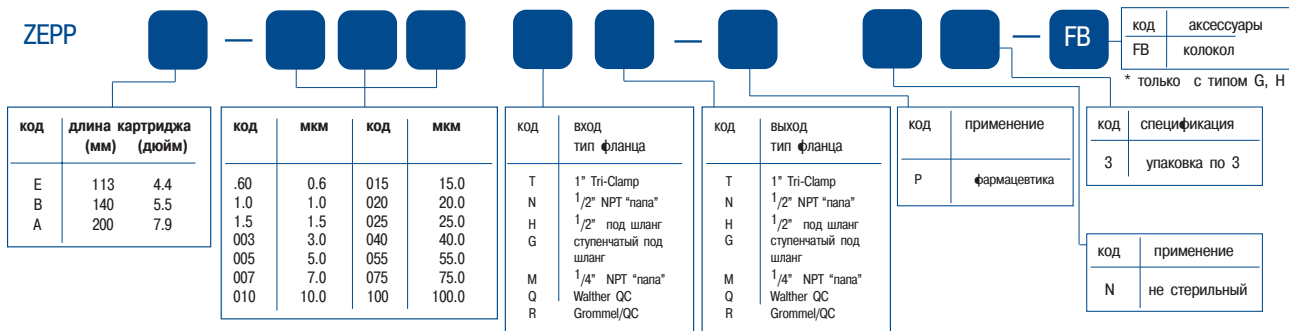 ZEPP — — — FB
код аксессуары
FB колокол
* только с типом G, H
код длина картриджа
(мм) (дюйм)
E 113 4.4
B 140 5.5
A 200 7.9
код мкм код мкм
.60 0.6 015 15.0
1.0 1.0 020 20.0
1.5 1.5 025 25.0
003 3.0 040 40.0
005 5.0 055 55.0
007 7.0 075 75.0
010 10.0 100 100.0
код вход
тип фланца
T 1” Tri-Clamp
N 1/2” NPT “папа”
H 1/2” под шланг
G ступенчатый под
шланг
M 1/4” NPT “папа”
Q Walther QC
R Grommel/QC
код выход
тип фланца
T 1” Tri-Clamp
N 1/2” NPT “папа”
H 1/2” под шланг
G ступенчатый под
шланг
M 1/4” NPT “папа”
Q Walther QC
R Grommel/QC
код применение
P фармацевтика
код спецификация
3 упаковка по 3
код применение
N не стерильный